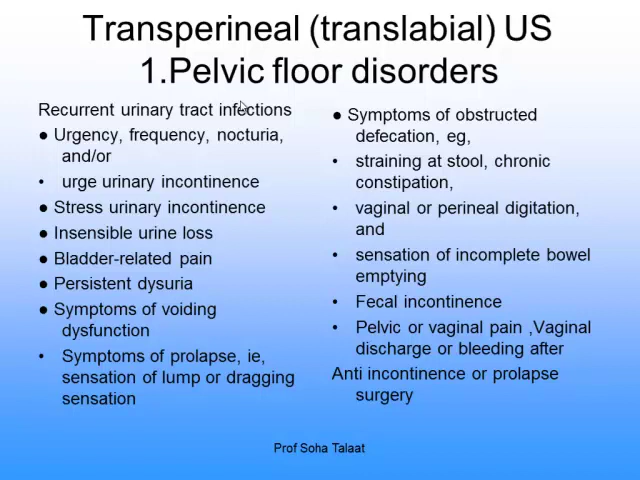 Transperineal (translabial) US
1.Pelvic floor disorders
Recurrent urinary tract infections
● Urgency, frequency, nocturia,
and/or
• urge urinary incontinence
● Stress urinary incontinence
● Insensible urine loss
● Bladder-related pain
● Persistent dysuria
● Symptoms of voiding
dysfunction
• Symptoms of prolapse, ie,
sensation of lump or dragging
sensation
● Symptoms of obstructed
defecation, eg,
• straining at stool, chronic
constipation,
• vaginal or perineal digitation,
and
• sensation of incomplete bowel
emptying
• Fecal incontinence
• Pelvic or vaginal pain ,Vaginal
discharge or bleeding after
Anti incontinence or prolapse
surgery
Prof Soha Talaat